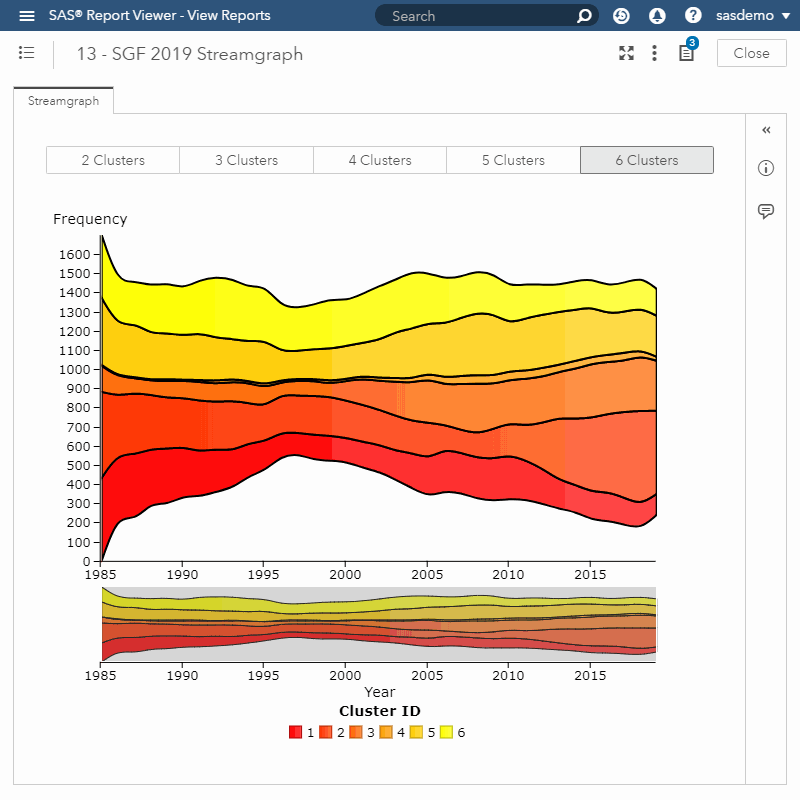 SAS® Report Viewer - View Reports
Search
?
sasdemo
13 - SGF 2019 Streamgraph
3
Close
Streamgraph
2 Clusters
3 Clusters
4 Clusters
5 Clusters
6 Clusters
Frequency
1600
1500
1400
1300
1200
1100
1000
900
800
700
600
500
400
300
200
100
0
1985 1990 1995 2000 2005 2010 2015
1985 1990 1995 2000 2005 2010 2015
Year
Cluster ID
1 2 3 4 5 6